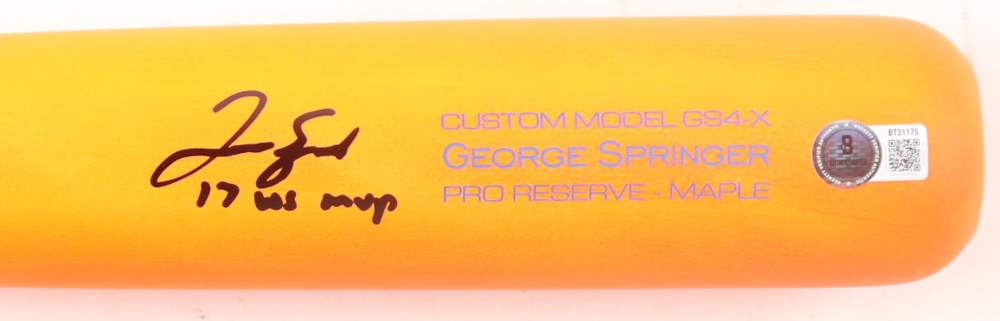 17 WS MVP
CUSTOM MODEL GS4-X
GEORGE SPRINGER
PRO RESERVE - MAPLE
BT31175